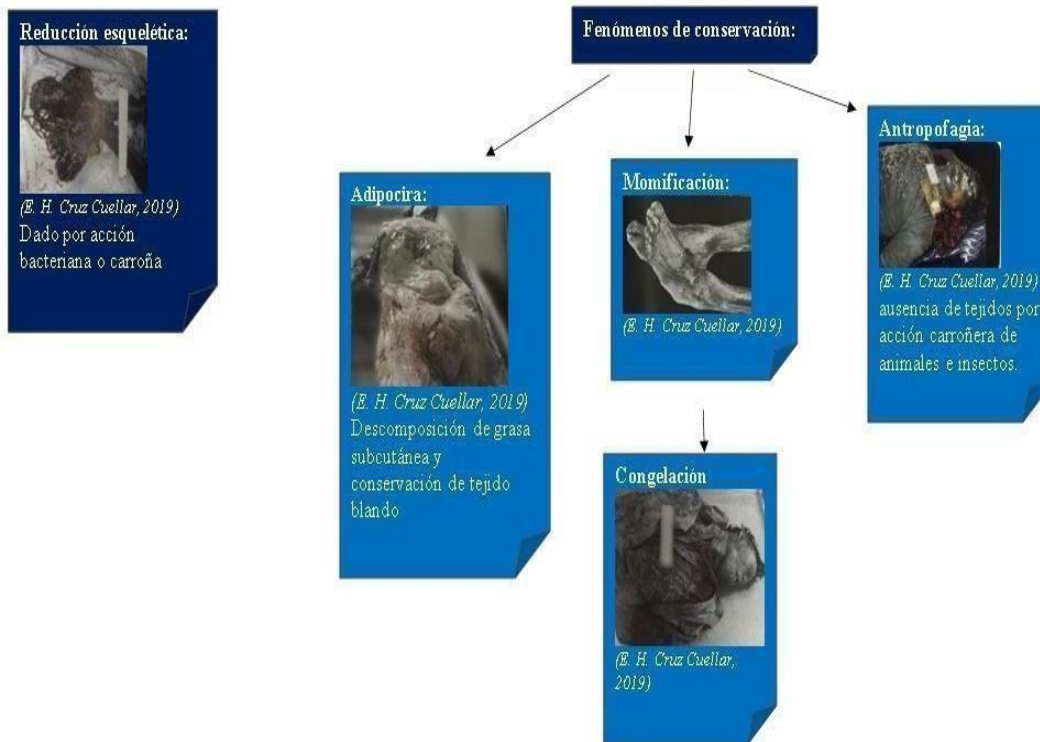 Reducción esquelética:
(E. H. Cruz Cuellar, 2019)
Dado por acción
bacteriana o carroña
Fenómenos de conservación:
Adipocira:
(E. H. Cruz Cuellar, 2019)
Descomposición de grasa
subcutánea y
conservación de tejido
blando
Momificación:
(E. H. Cruz Cuellar, 2019)
Congelación
(E. H. Cruz Cuellar,
2019)
Antropofagia:
(E. H. Cruz Cuellar, 2019)
ausencia de tejidos por
acción carroñera de
animales e insectos.